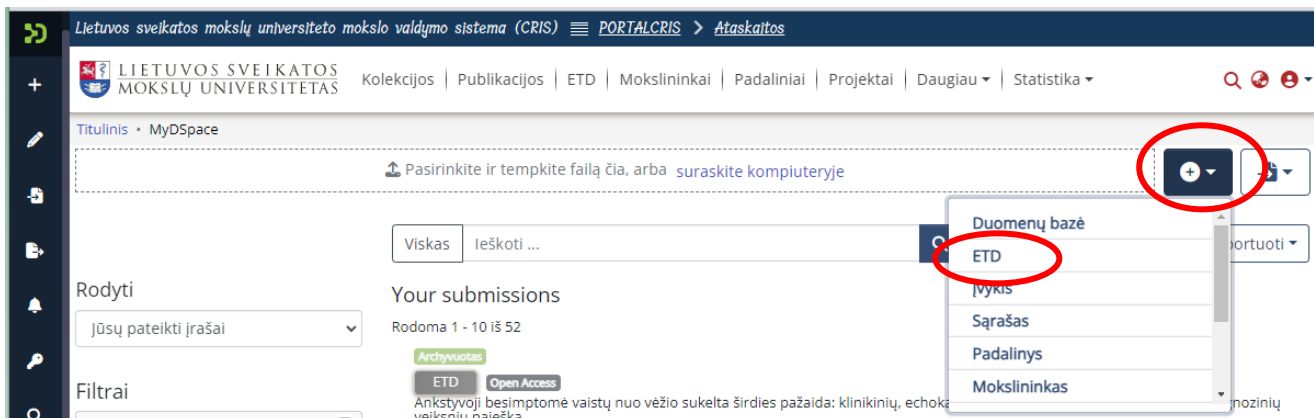 Lietuvos sveikatos mokslų universiteto mokslo valdymo sistema (CRIS) PORTALCRIS > Ataskaitos
LIETUVOS SVEIKATOS
MOKSLŲ UNIVERSITETAS
Kolekcijos | Publikacijos | ETD | Mokslininkai | Padaliniai | Projektai | Daugiau | Statistika
Titulinis • MyDSpace
Pasirinkite ir tempkite failą čia, arba suraskite kompiuteryje
Duomenų bazė
Viskas Ieškoti ...
ETD
Įvykis
Rodyti
Your submissions
Sąrašas
Jūsų pateikti įrašai
Rodoma 1 - 10 iš 52
Padalinys
Archyvuotas
ETD Open Access
Mokslininkas
Filtrai
Ankstyvoji besimptomė vaistų nuo vėžio sukelta širdies pažaida: klinikinių,
veiksnių paieška